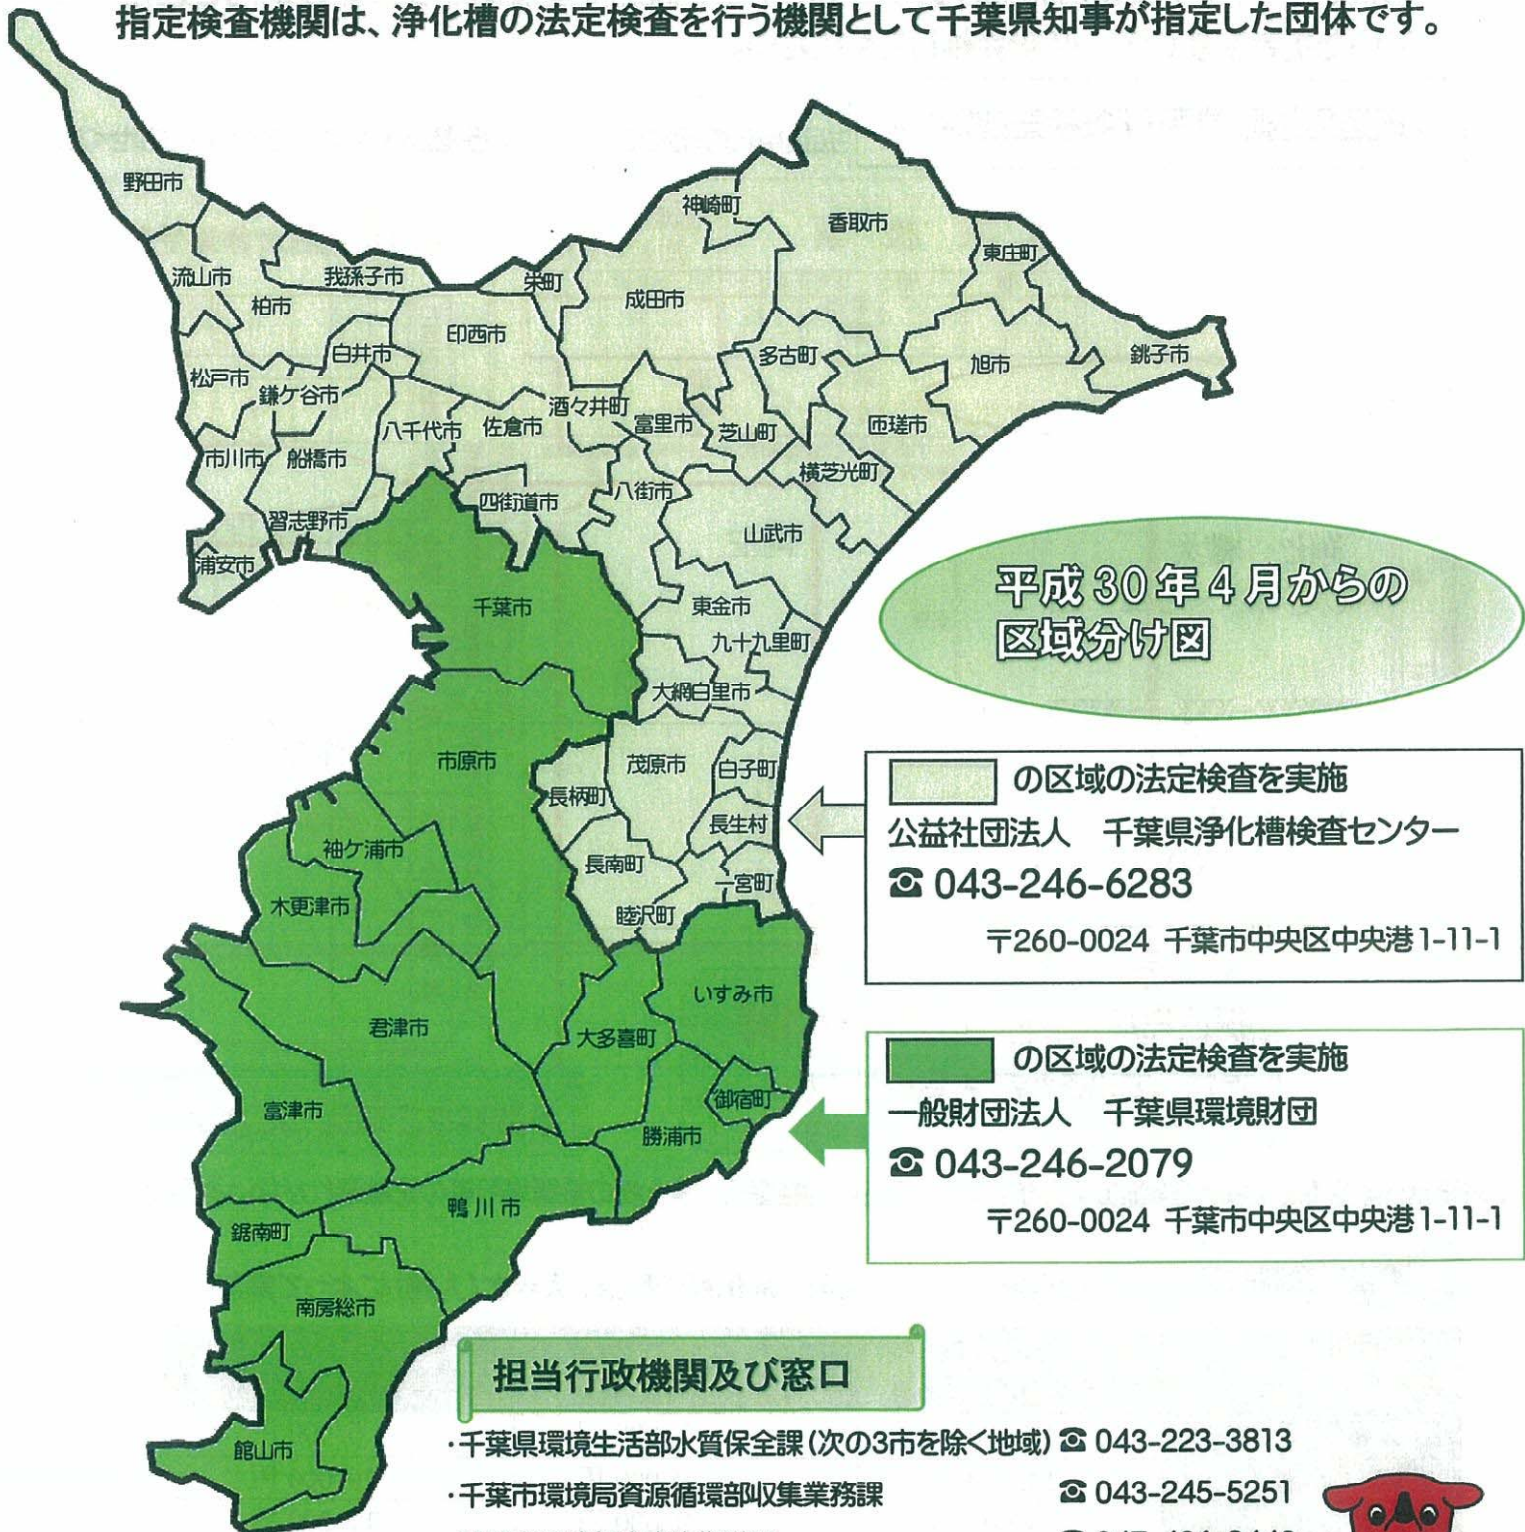 指定検査機関は、浄化槽の法定検査を行う機関として千葉県知事が指定した団体です。
野田市
神崎町
香取市
東庄町
流山市
我孫子市
栄町
成田市
柏市
印西市
白井市
多古町
旭市
銚子市
松戸市
鎌ケ谷市
酒々井町
八千代市
佐倉市
富里市
芝山町
匝瑳市
市川市
船橋市
横芝光町
八街市
四街道市
習志野市
山武市
浦安市
千葉市
東金市
九十九里町
大網白里市
平成30年4月からの
区域分け図
市原市
茂原市
白子町
長柄町
長生村
袖ケ浦市
長南町
一宮町
木更津市
睦沢町
の区域の法定検査を実施
公益社団法人 千葉県浄化槽検査センター
☎ 043-246-6283
〒260-0024 千葉市中央区中央港1-11-1
いすみ市
君津市
大多喜町
御宿町
富津市
勝浦市
鴨川市
鋸南町
南房総市
館山市
の区域の法定検査を実施
一般財団法人 千葉県環境財団
☎ 043-246-2079
〒260-0024 千葉市中央区中央港1-11-1
担当行政機関及び窓口
・千葉県環境生活部水質保全課(次の3市を除く地域) ☎ 043-223-3813
・千葉市環境局資源循環部収集業務課 ☎ 043-245-5251